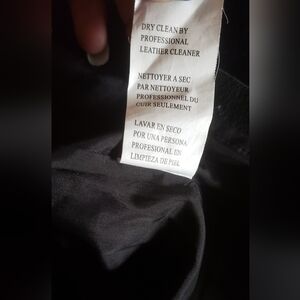 DRY CLEAN BY
PROFESSIONAL
LEATHER CLEANER
NETTOYER A SEC
PAR NETTOYEUR
PROFESSIONNEL DU
CUIR SEULEMENT
LAVAR EN SECO
POR UNA PERSONA
PROFESIONAL EN
LIMPIEZA DE PIEL